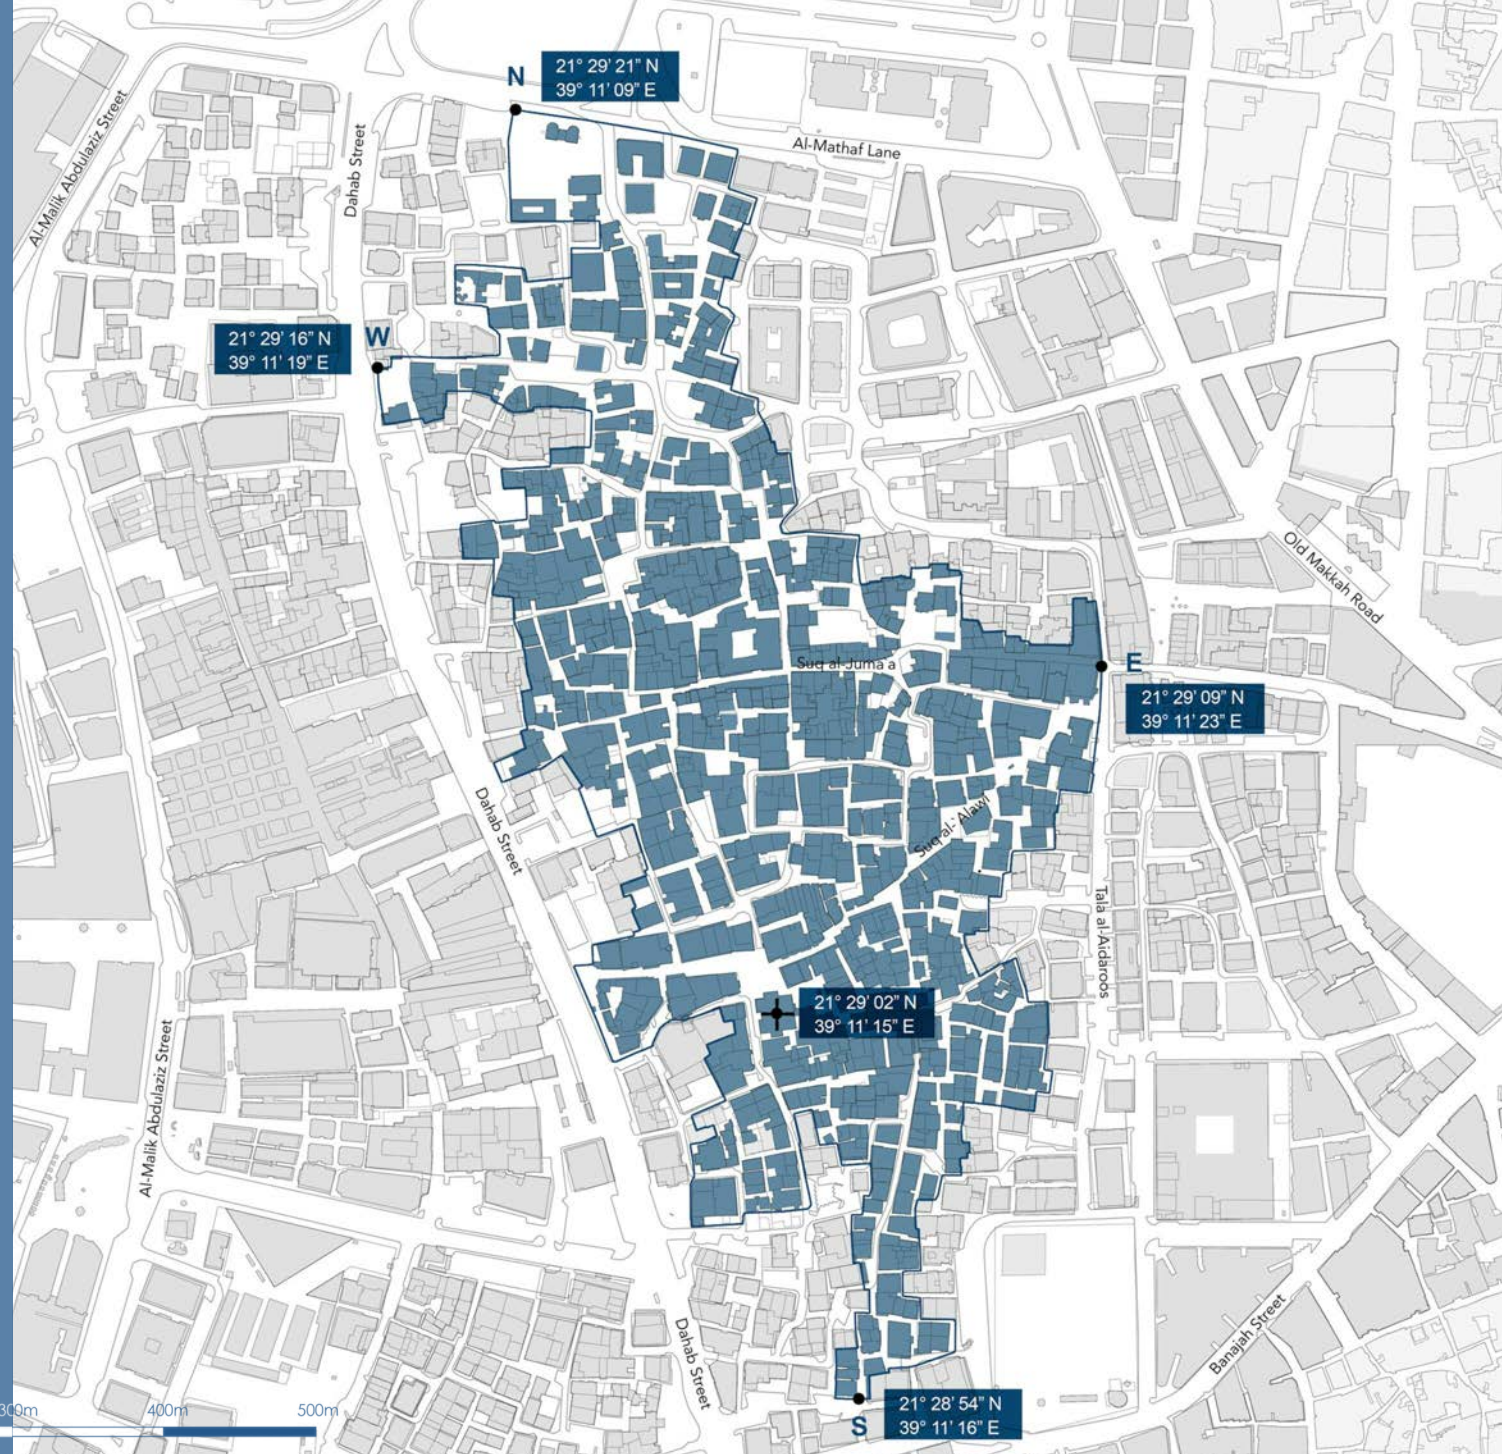 N
21° 29' 21" N
39° 11' 09" E
Al-Malik Abdulaziz Street
Dahab Street
Al-Mathaf Lane
W
21° 29' 16" N
39° 11' 19" E
Old Makkah Road
Suq al-Juma'a
E
21° 29' 09" N
39° 11' 23" E
Dahab Street
Suq al-'Alawi
Tala al-Aidaroos
21° 29' 02" N
39° 11' 15" E
Al-Malik Abdulaziz Street
Banajah Street
Dahab Street
S
21° 28' 54" N
39° 11' 16" E
300m 400m 500m